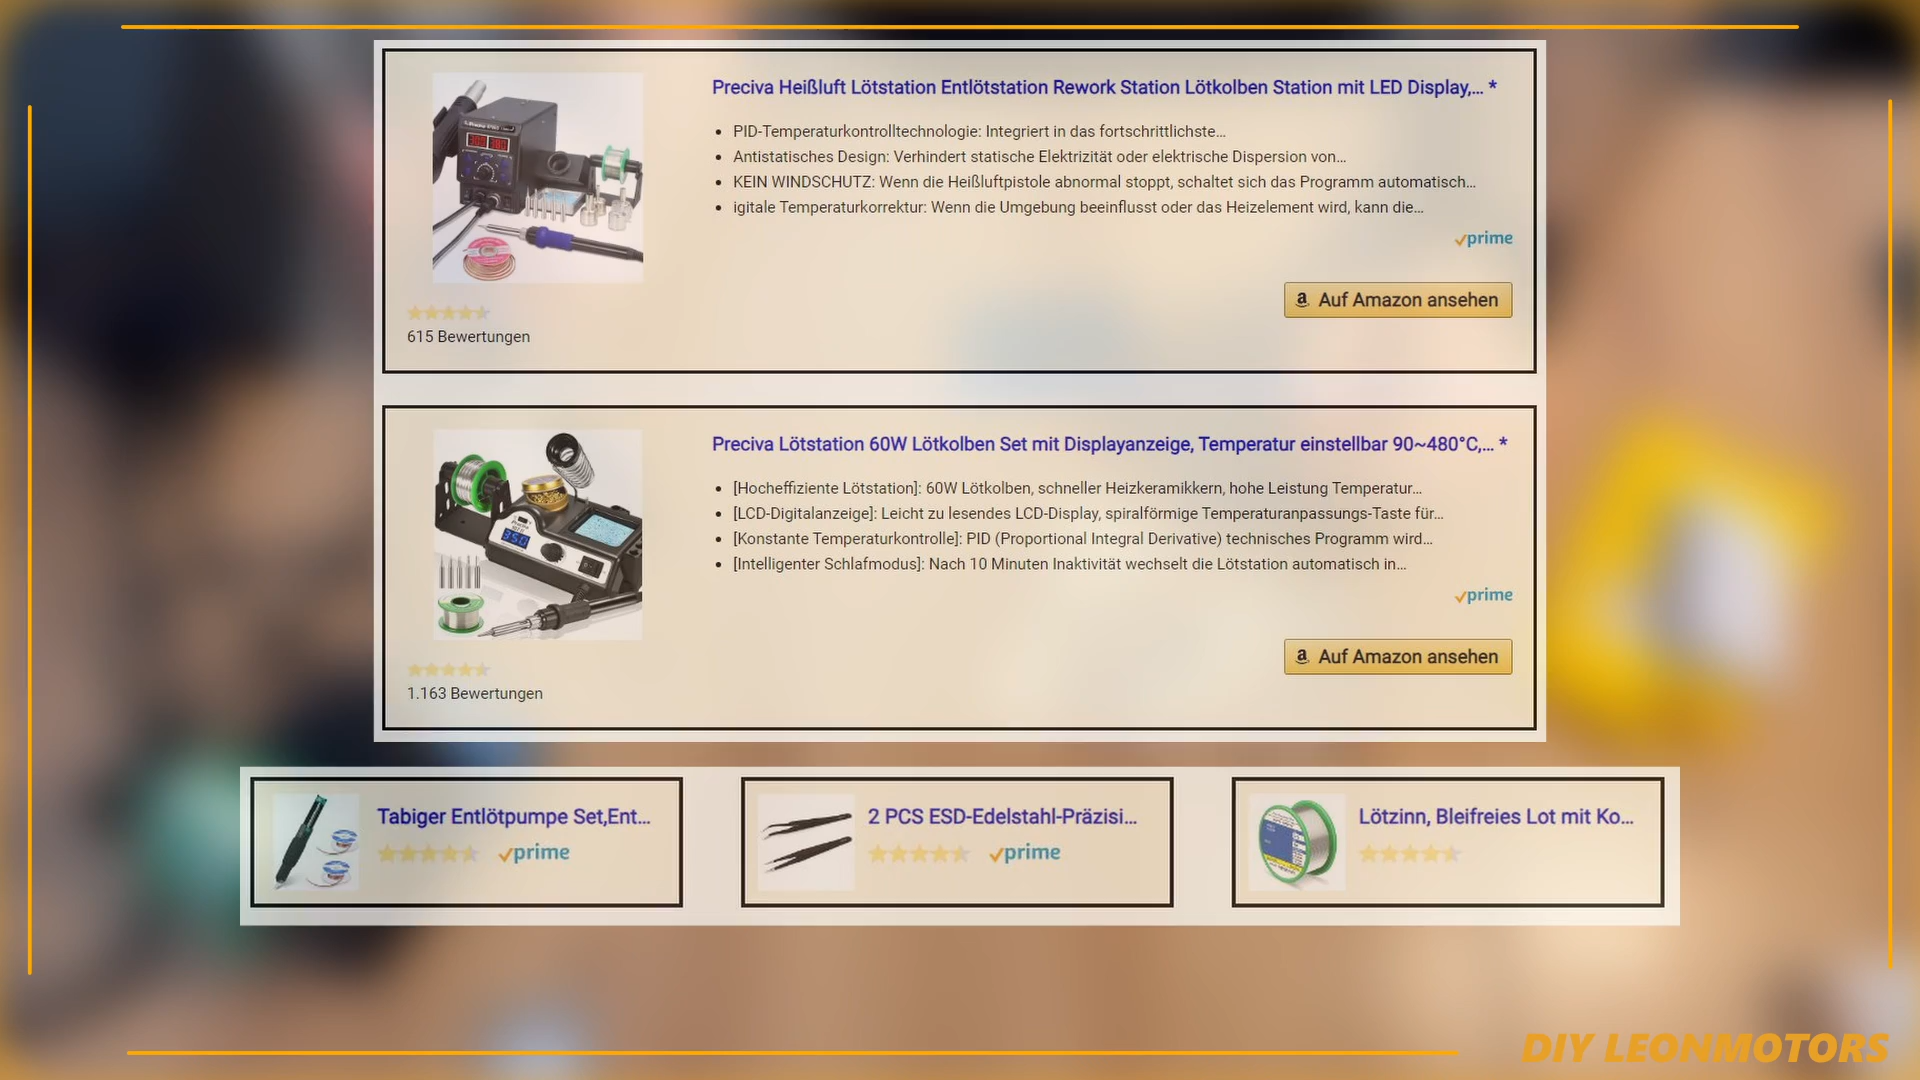 Preciva Heißluft Lötstation Entlötstation Rework Station Lötkolben Station mit LED Display,... *
PID-Temperaturkontrolltechnologie: Integriert in das fortschrittlichste...
Antistatisches Design: Verhindert statische Elektrizität oder elektrische Dispersion von...
KEIN WINDSCHUTZ: Wenn die Heißluftpistole abnormal stoppt, schaltet sich das Programm automatisch...
igitale Temperaturkorrektur: Wenn die Umgebung beeinflusst oder das Heizelement wird, kann die...
prime
Auf Amazon ansehen
615 Bewertungen
Preciva Lötstation 60W Lötkolben Set mit Displayanzeige, Temperatur einstellbar 90~480°C,... *
[Hocheffiziente Lötstation]: 60W Lötkolben, schneller Heizkeramikkern, hohe Leistung Temperatur...
[LCD-Digitalanzeige]: Leicht zu lesendes LCD-Display, spiralförmige Temperaturanpassungs-Taste für...
[Konstante Temperaturkontrolle]: PID (Proportional Integral Derivative) technisches Programm wird...
[Intelligenter Schlafmodus]: Nach 10 Minuten Inaktivität wechselt die Lötstation automatisch in...
350
prime
Auf Amazon ansehen
1.163 Bewertungen
Tabiger Entlötpumpe Set,Ent...
prime
2 PCS ESD-Edelstahl-Präzisi...
prime
Lötzinn, Bleifreies Lot mit Ko...
DIY LEONMOTORS